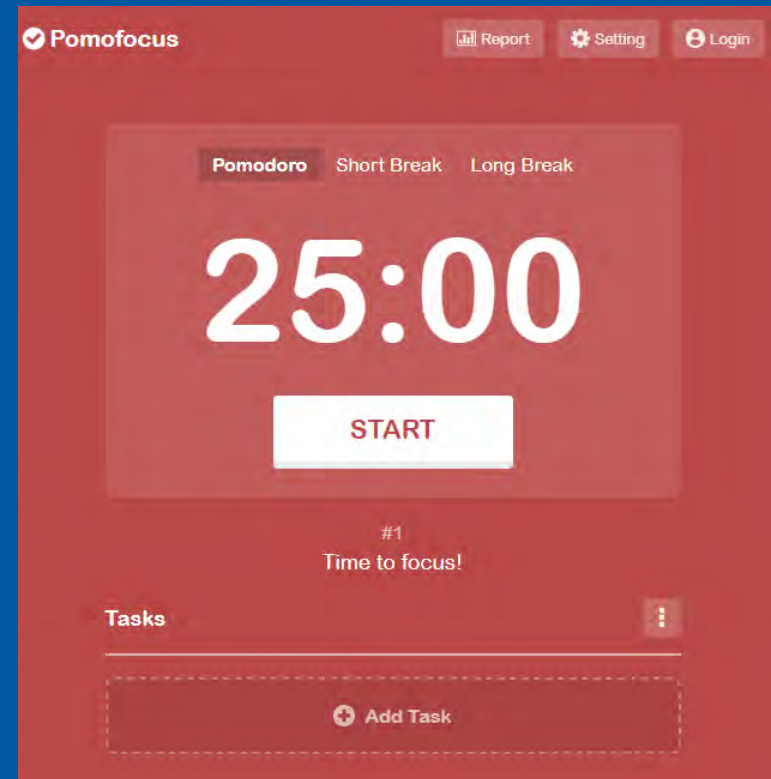 Pomofocus Report Setting Login
Pomodoro Short Break Long Break
25:00
START
#1
Time to focus!
Tasks
Add Task